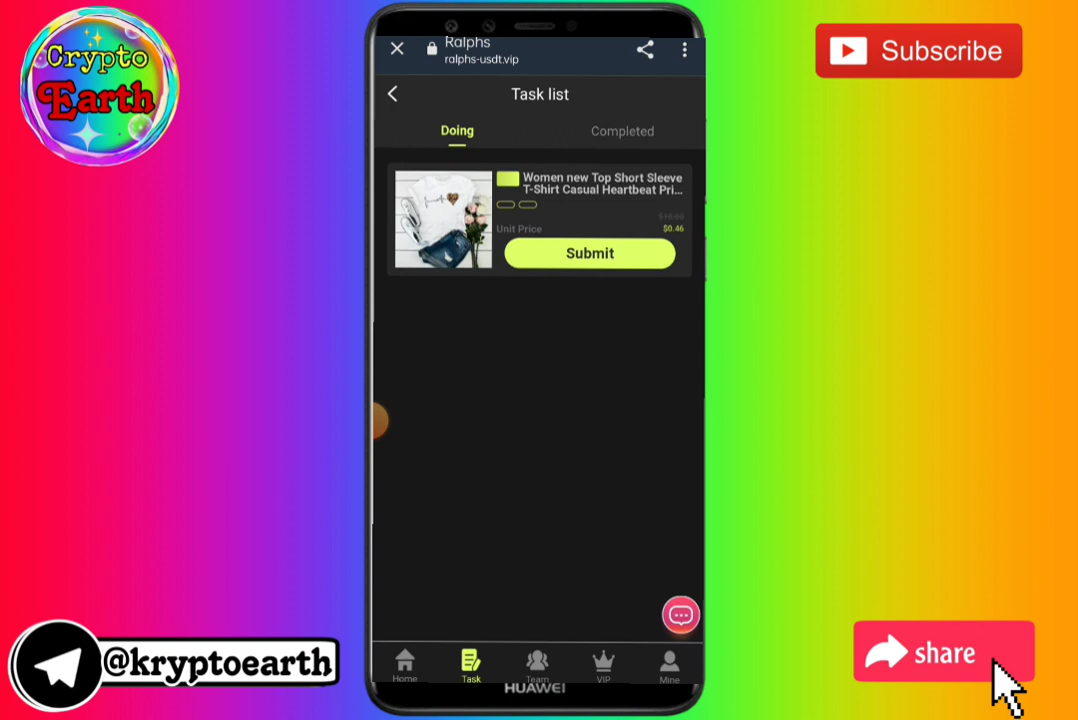 Crypto
Earth
Subscribe
Ralphs
ralphs-usdt.vip
Task list
Doing
Completed
Women new Top Short Sleeve
T-Shirt Casual Heartbeat Pri...
Unit Price
$0.46
Submit
Home
Task
Team
VIP
Mine
HUAWEI
@kryptoearth
share